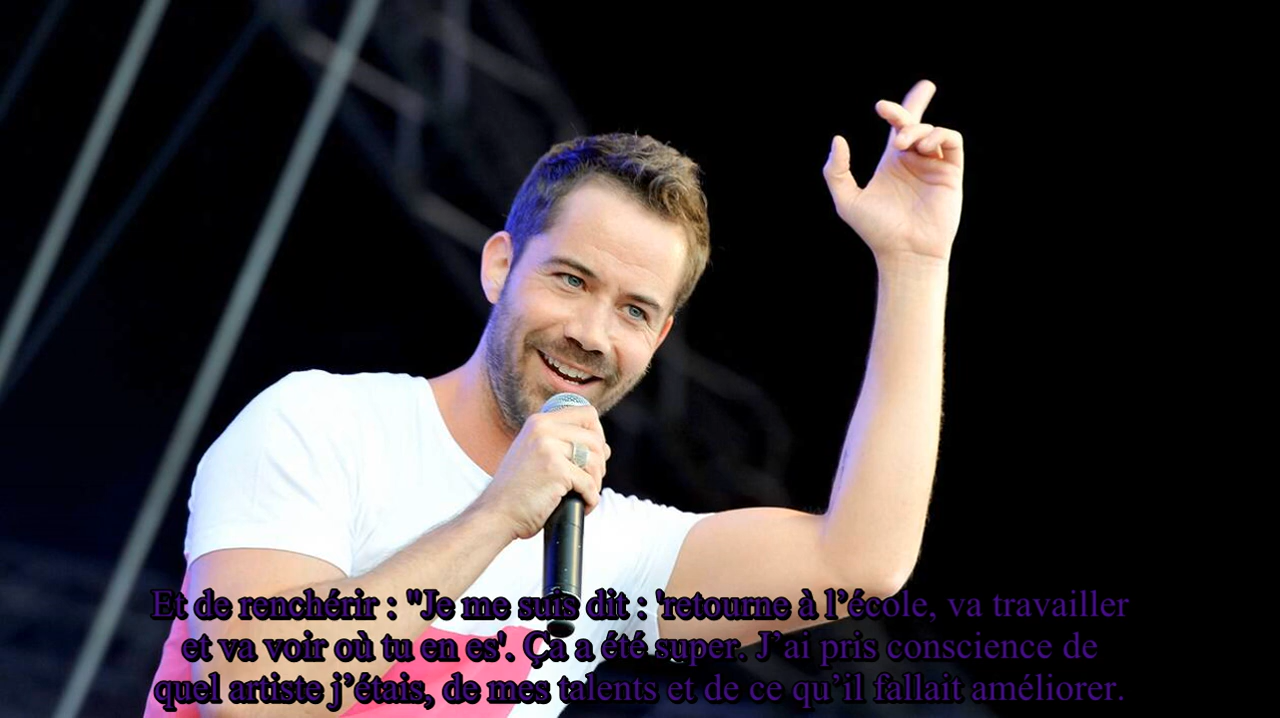 Et de renchérir : "Je me suis dit : 'retourne à l’école, va travailler
et va voir où tu en es'. Ça a été super. J’ai pris conscience de
quel artiste j’étais, de mes talents et de ce qu’il fallait améliorer.